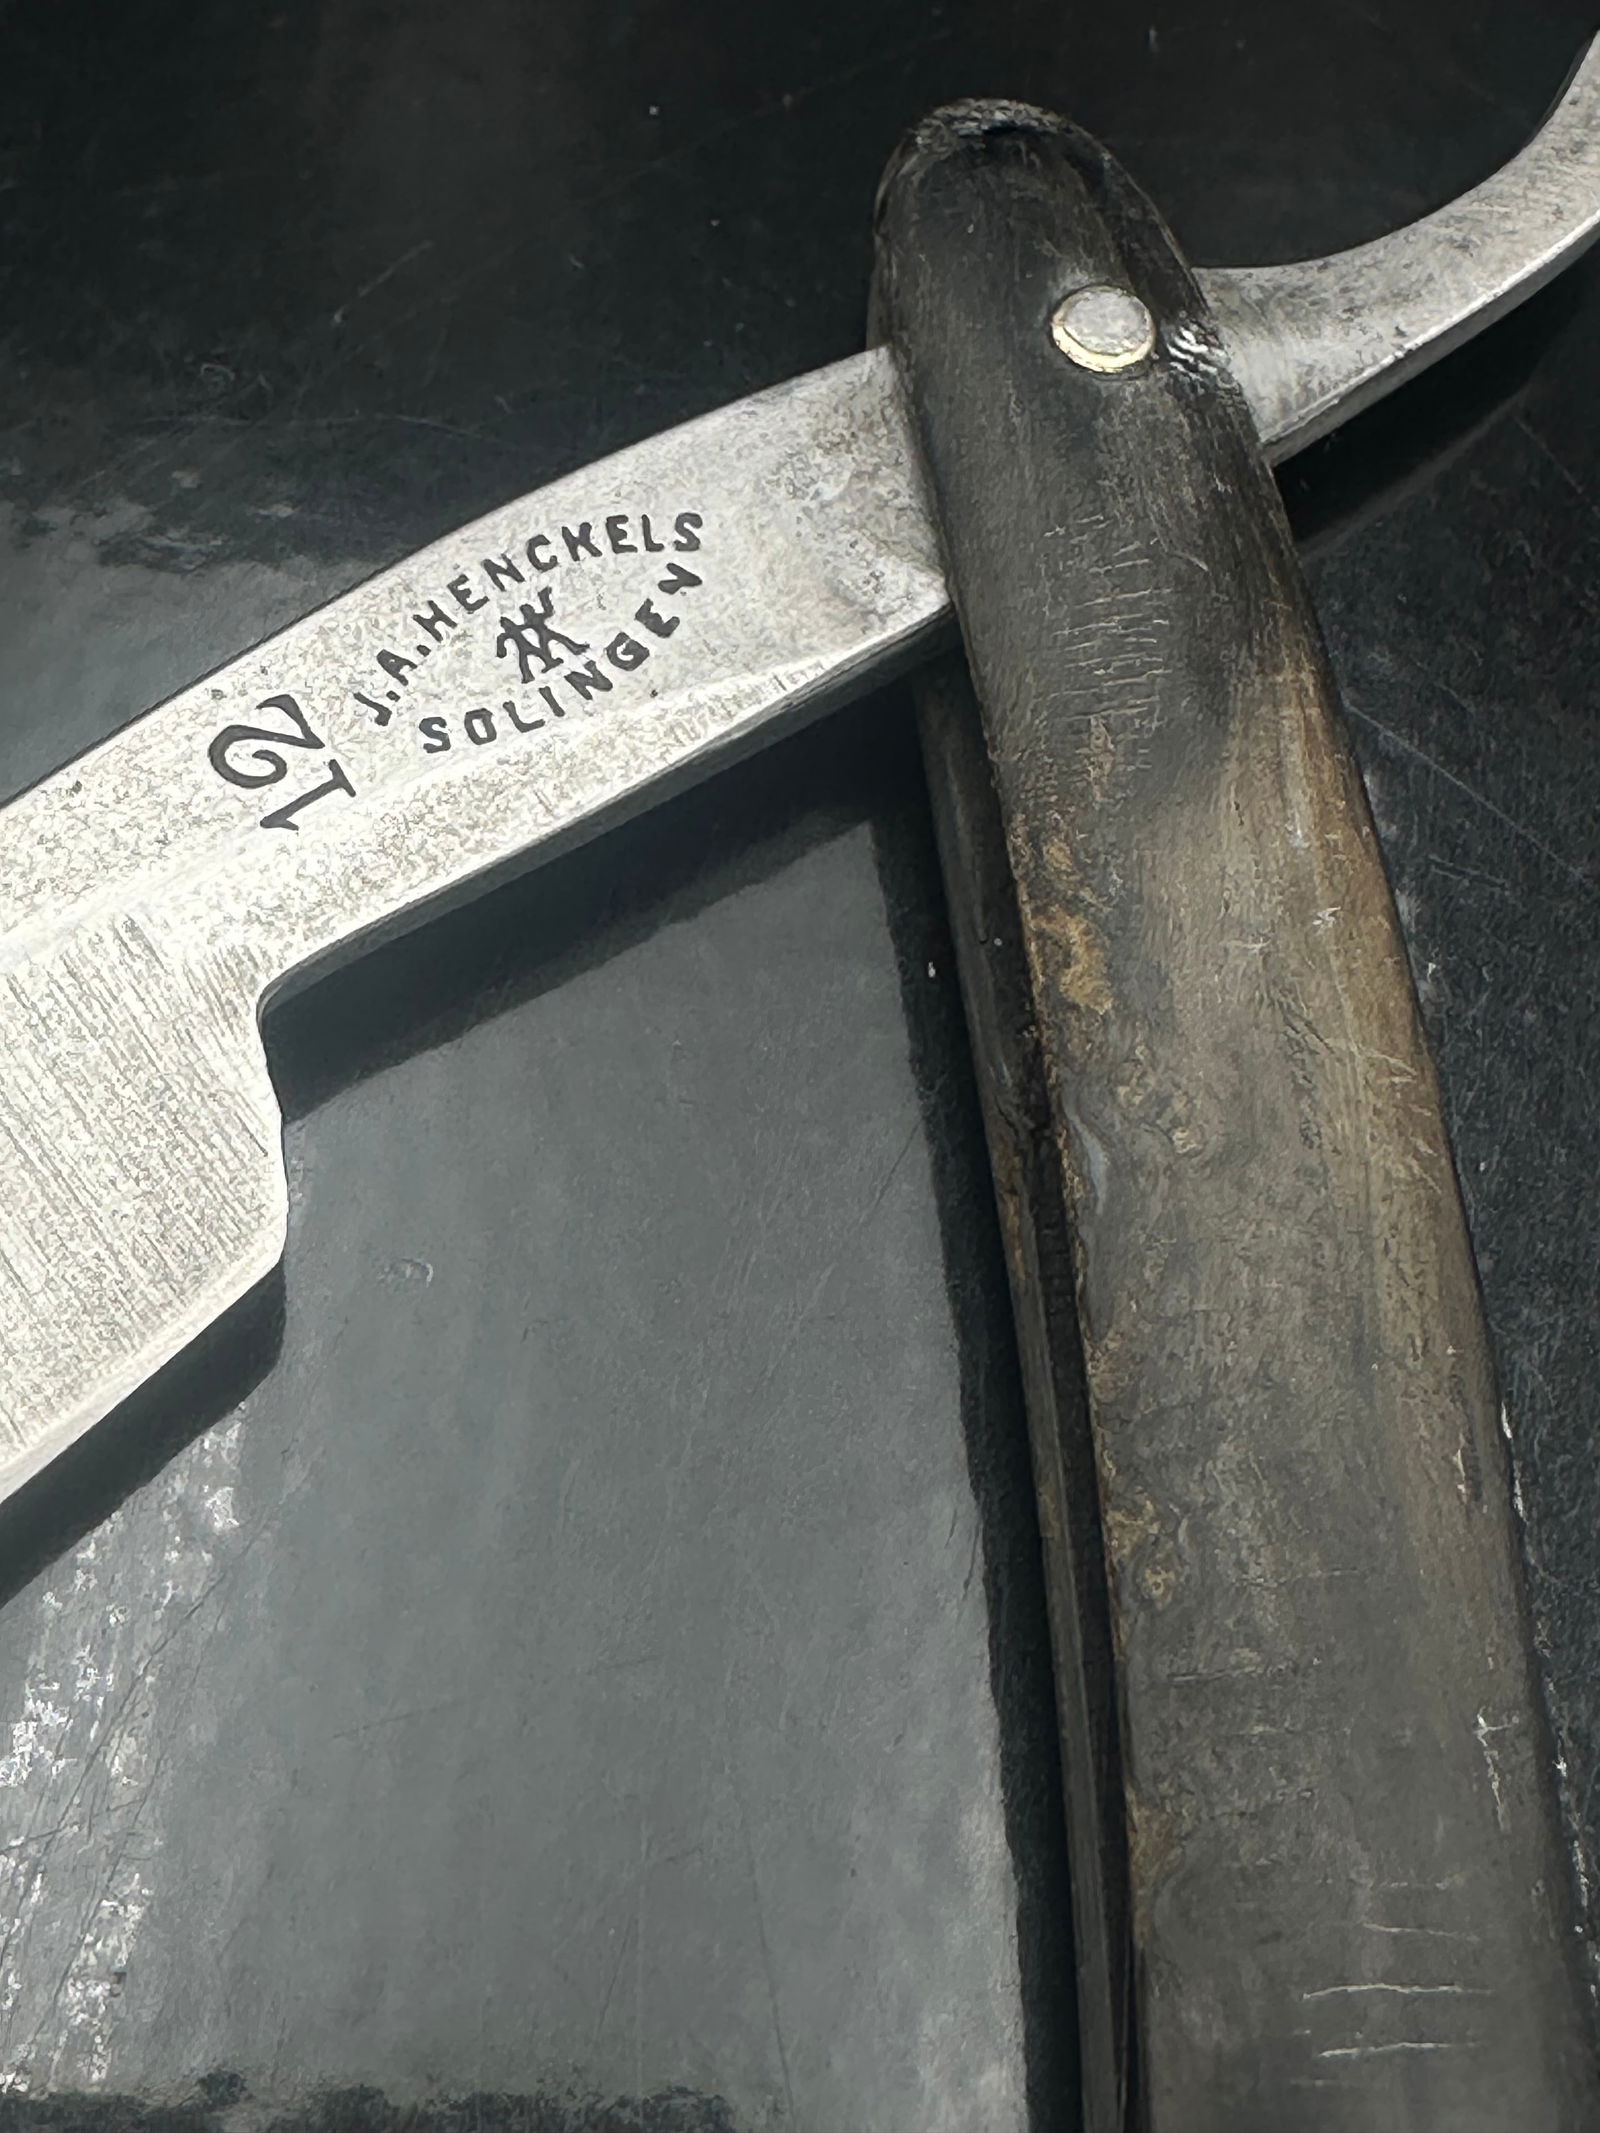 12
J.A. HENCKELS
SOLINGEN